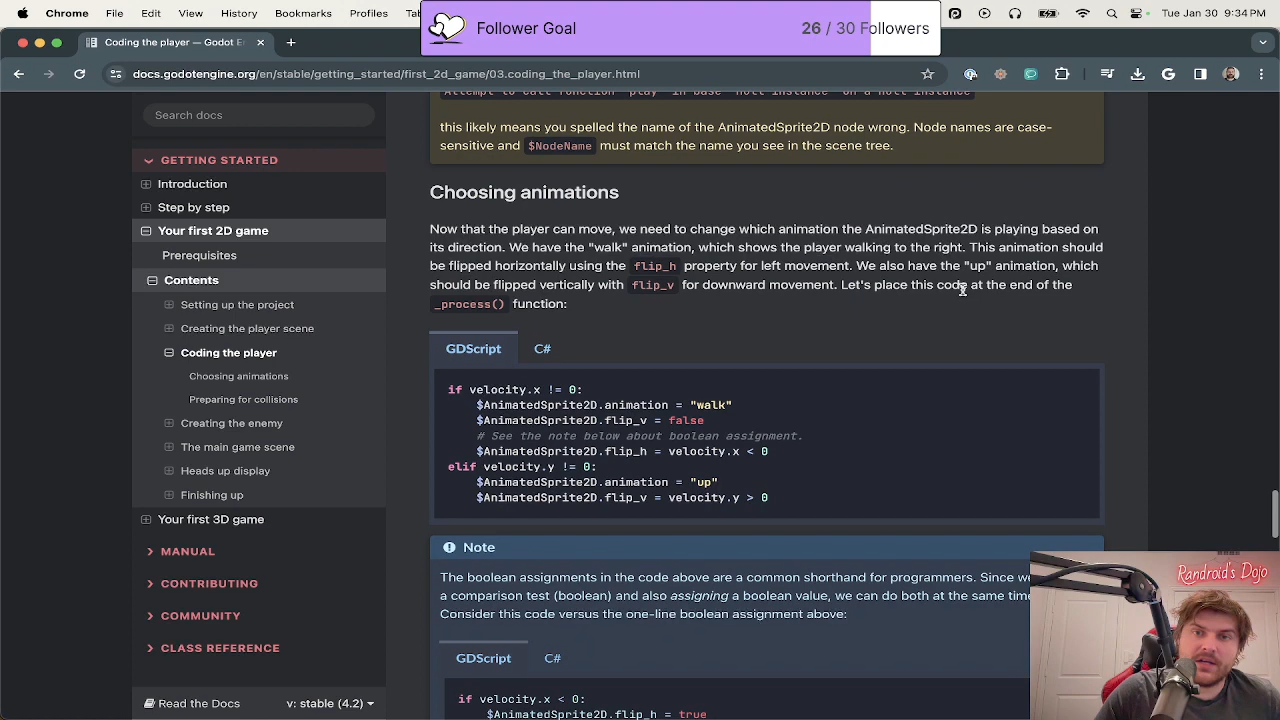 Chrome
File
Edit
View
History
Bookmarks
Profiles
Tab
Tue Jan 30 9:34 PM
Follower Goal
26 / 30 Followers
Coding the player — Godot E
docs.godotengine.org/en/stable/getting_started/first_2d_game/03.coding_the_player.html
Search docs
GETTING STARTED
Introduction
Step by step
Your first 2D game
Prerequisites
Contents
Setting up the project
Creating the player scene
Coding the player
Choosing animations
Preparing for collisions
Creating the enemy
The main game scene
Heads up display
Finishing up
Your first 3D game
MANUAL
CONTRIBUTING
COMMUNITY
CLASS REFERENCE
Read the Docs
v: stable (4.2)
Attempt to call function 'play' in base 'null instance' on a null instance
this likely means you spelled the name of the AnimatedSprite2D node wrong. Node names are case-
sensitive and $NodeName must match the name you see in the scene tree.
Choosing animations
Now that the player can move, we need to change which animation the AnimatedSprite2D is playing based on
its direction. We have the "walk" animation, which shows the player walking to the right. This animation should
be flipped horizontally using the flip_h property for left movement. We also have the "up" animation, which
should be flipped vertically with flip_v for downward movement. Let's place this code at the end of the
_process() function:
GDScript
C#
if velocity.x != 0:
$AnimatedSprite2D.animation = "walk"
$AnimatedSprite2D.flip_v = false
# See the note below about boolean assignment.
$AnimatedSprite2D.flip_h = velocity.x < 0
elif velocity.y != 0:
$AnimatedSprite2D.animation = "up"
$AnimatedSprite2D.flip_v = velocity.y > 0
Note
The boolean assignments in the code above are a common shorthand for programmers. Since we
a comparison test (boolean) and also assigning a boolean value, we can do both at the same time
Consider this code versus the one-line boolean assignment above:
GDScript
C#
if velocity.x < 0:
$AnimatedSprite2D.flip_h = true
Randroid's Dojo